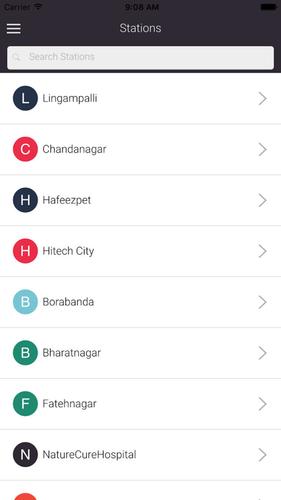 Carrier 9:08 AM
Stations
Search Stations
L Lingampalli
C Chandanagar
H Hafeezpet
H Hitech City
B Borabanda
B Bharatnagar
F Fatehnagar
N NatureCureHospital